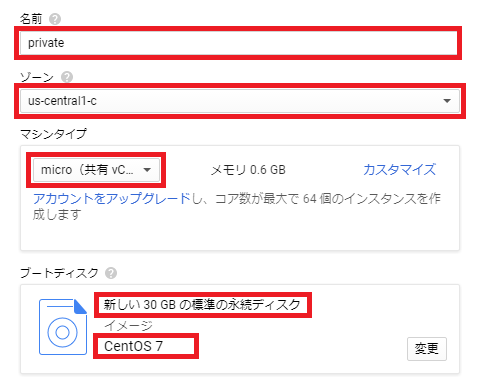 名前
private
ゾーン
us-central1-c
マシンタイプ
micro（共有 vC...
メモリ 0.6 GB
カスタマイズ
アカウントをアップグレードし、コア数が最大で 64 個のインスタンスを作
成します
ブートディスク
新しい 30 GB の標準の永続ディスク
イメージ
CentOS 7
変更